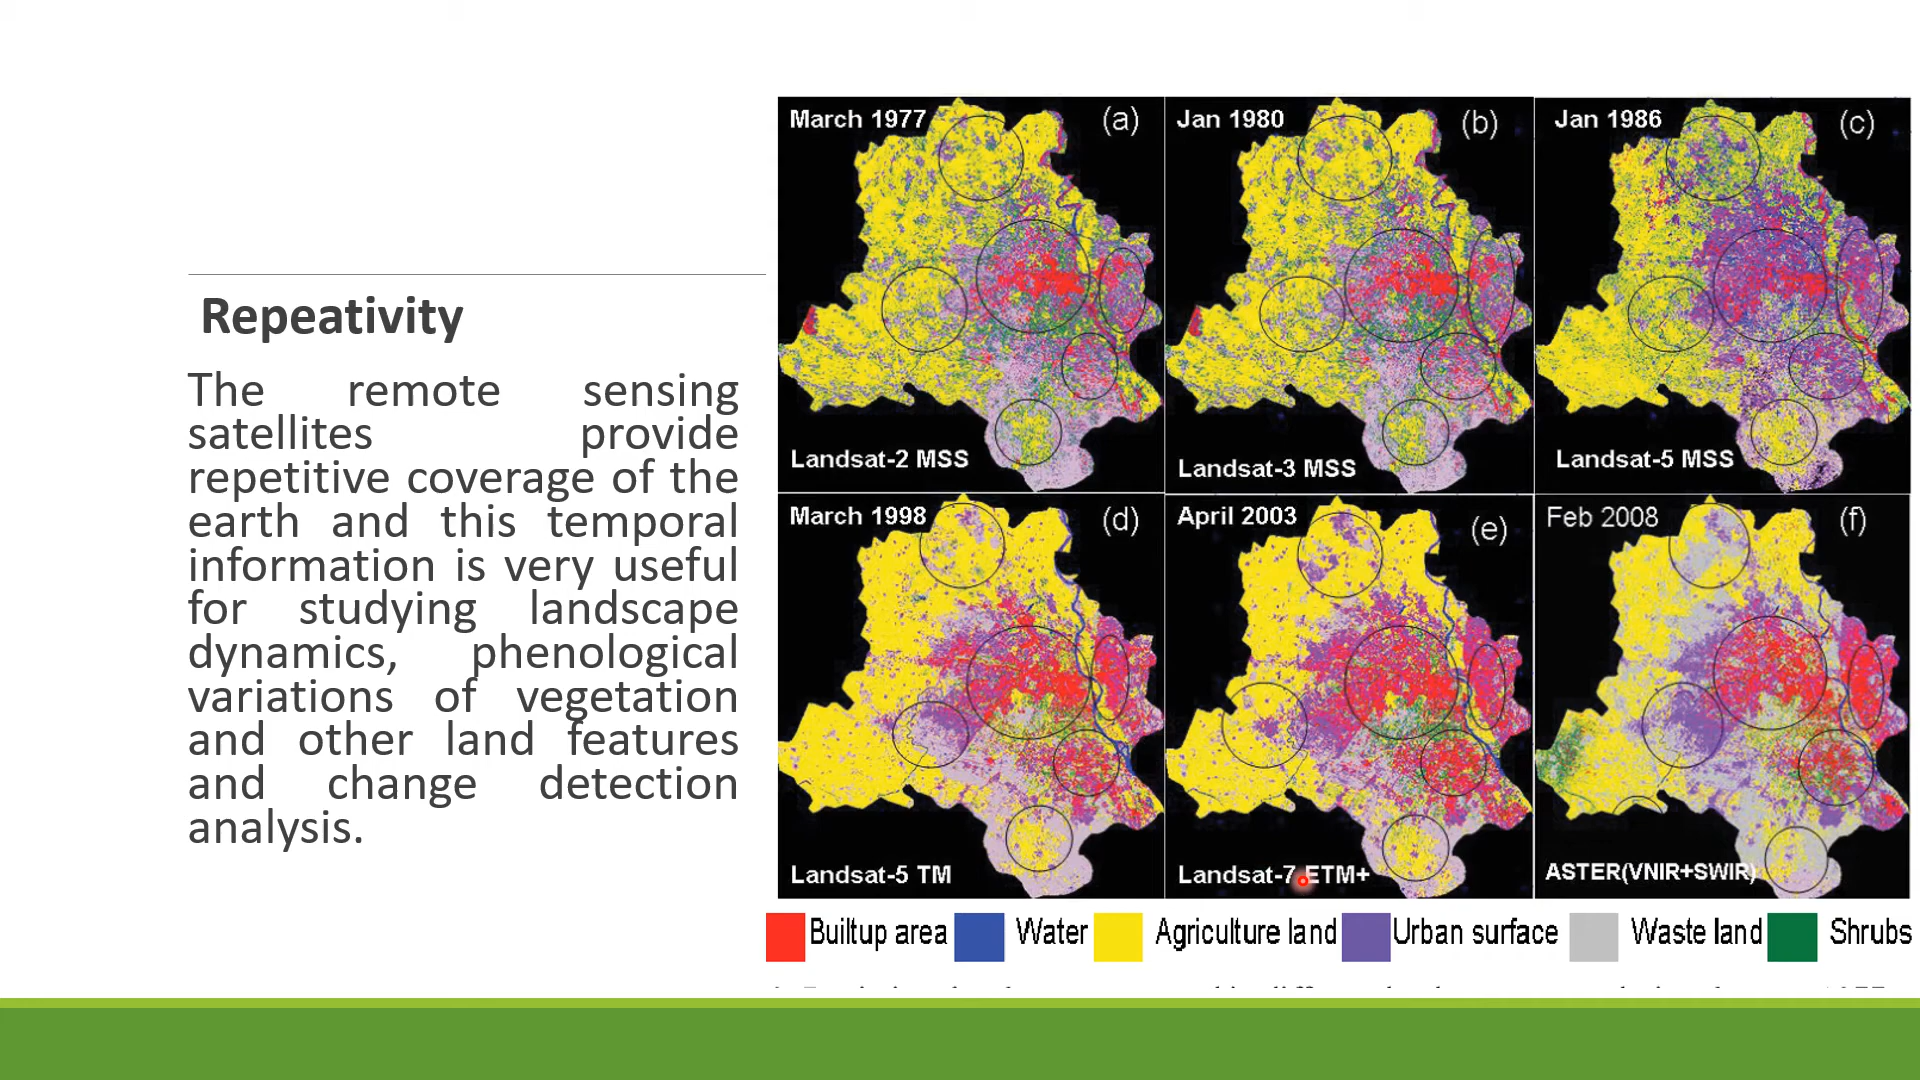 Repeativity
The remote sensing
satellites provide
repetitive coverage of the
earth and this temporal
information is very useful
for studying landscape
dynamics, phenological
variations of vegetation
and other land features
and change detection
analysis.
March 1977 (a)
Landsat-2 MSS
Jan 1980 (b)
Landsat-3 MSS
Jan 1986 (c)
Landsat-5 MSS
March 1998 (d)
Landsat-5 TM
April 2003 (e)
Landsat-7 ETM+
Feb 2008 (f)
ASTER(VNIR+SWIR)
Builtup area Water Agriculture land Urban surface Waste land Shrubs